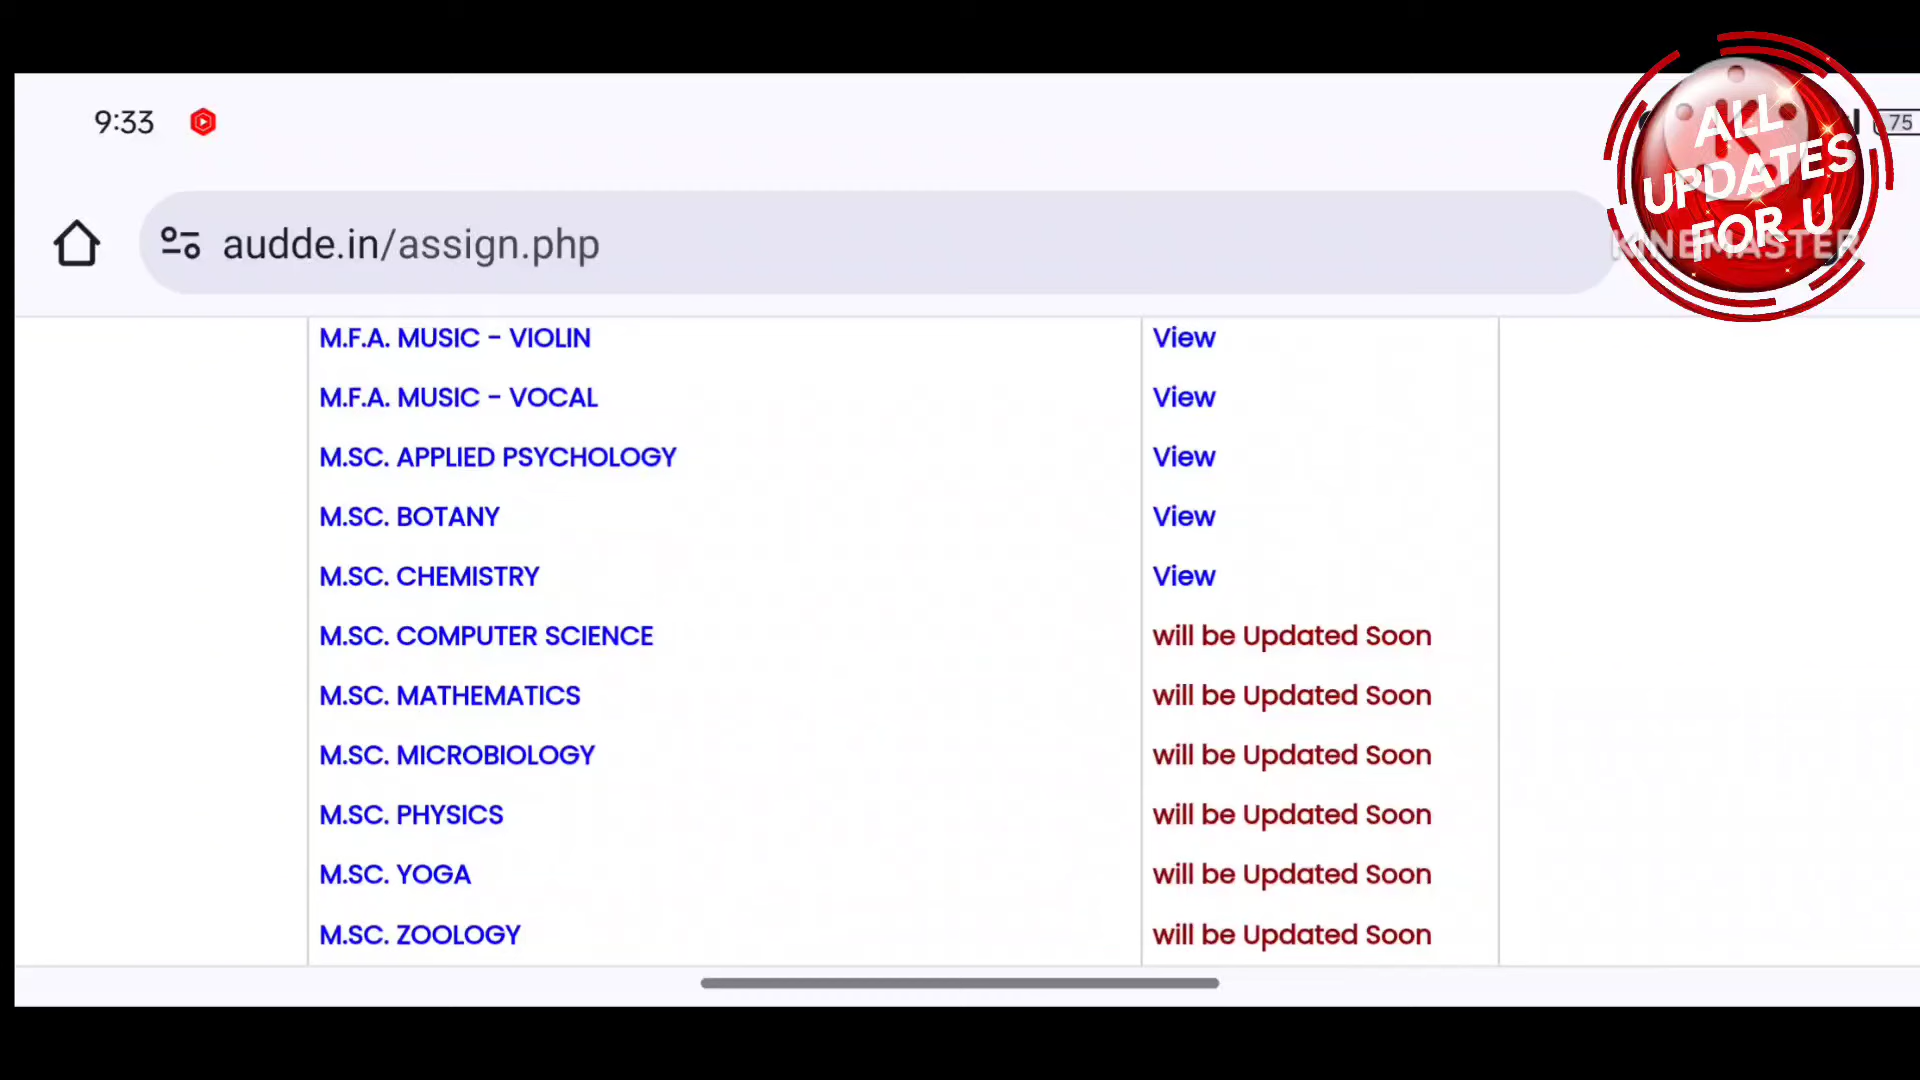 9:33
75
ALL
UPDATES
FOR U
KINEMASTER
audde.in/assign.php
M.F.A. MUSIC - VIOLIN View
M.F.A. MUSIC - VOCAL View
M.SC. APPLIED PSYCHOLOGY View
M.SC. BOTANY View
M.SC. CHEMISTRY View
M.SC. COMPUTER SCIENCE will be Updated Soon
M.SC. MATHEMATICS will be Updated Soon
M.SC. MICROBIOLOGY will be Updated Soon
M.SC. PHYSICS will be Updated Soon
M.SC. YOGA will be Updated Soon
M.SC. ZOOLOGY will be Updated Soon